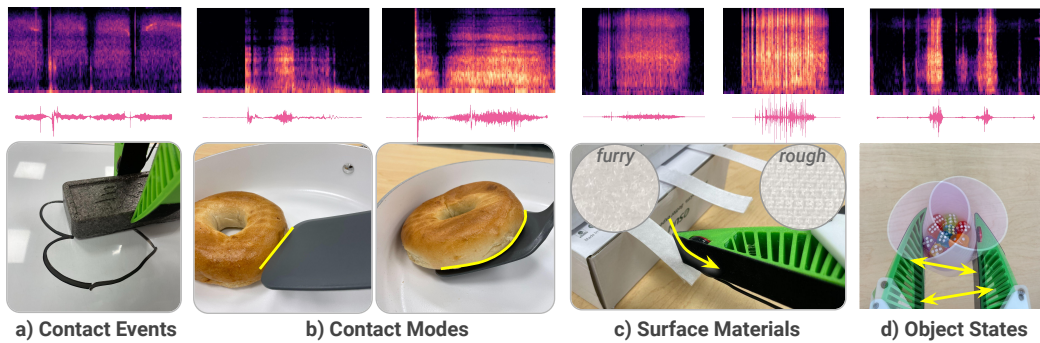 furry
rough
a) Contact Events
b) Contact Modes
c) Surface Materials
d) Object States